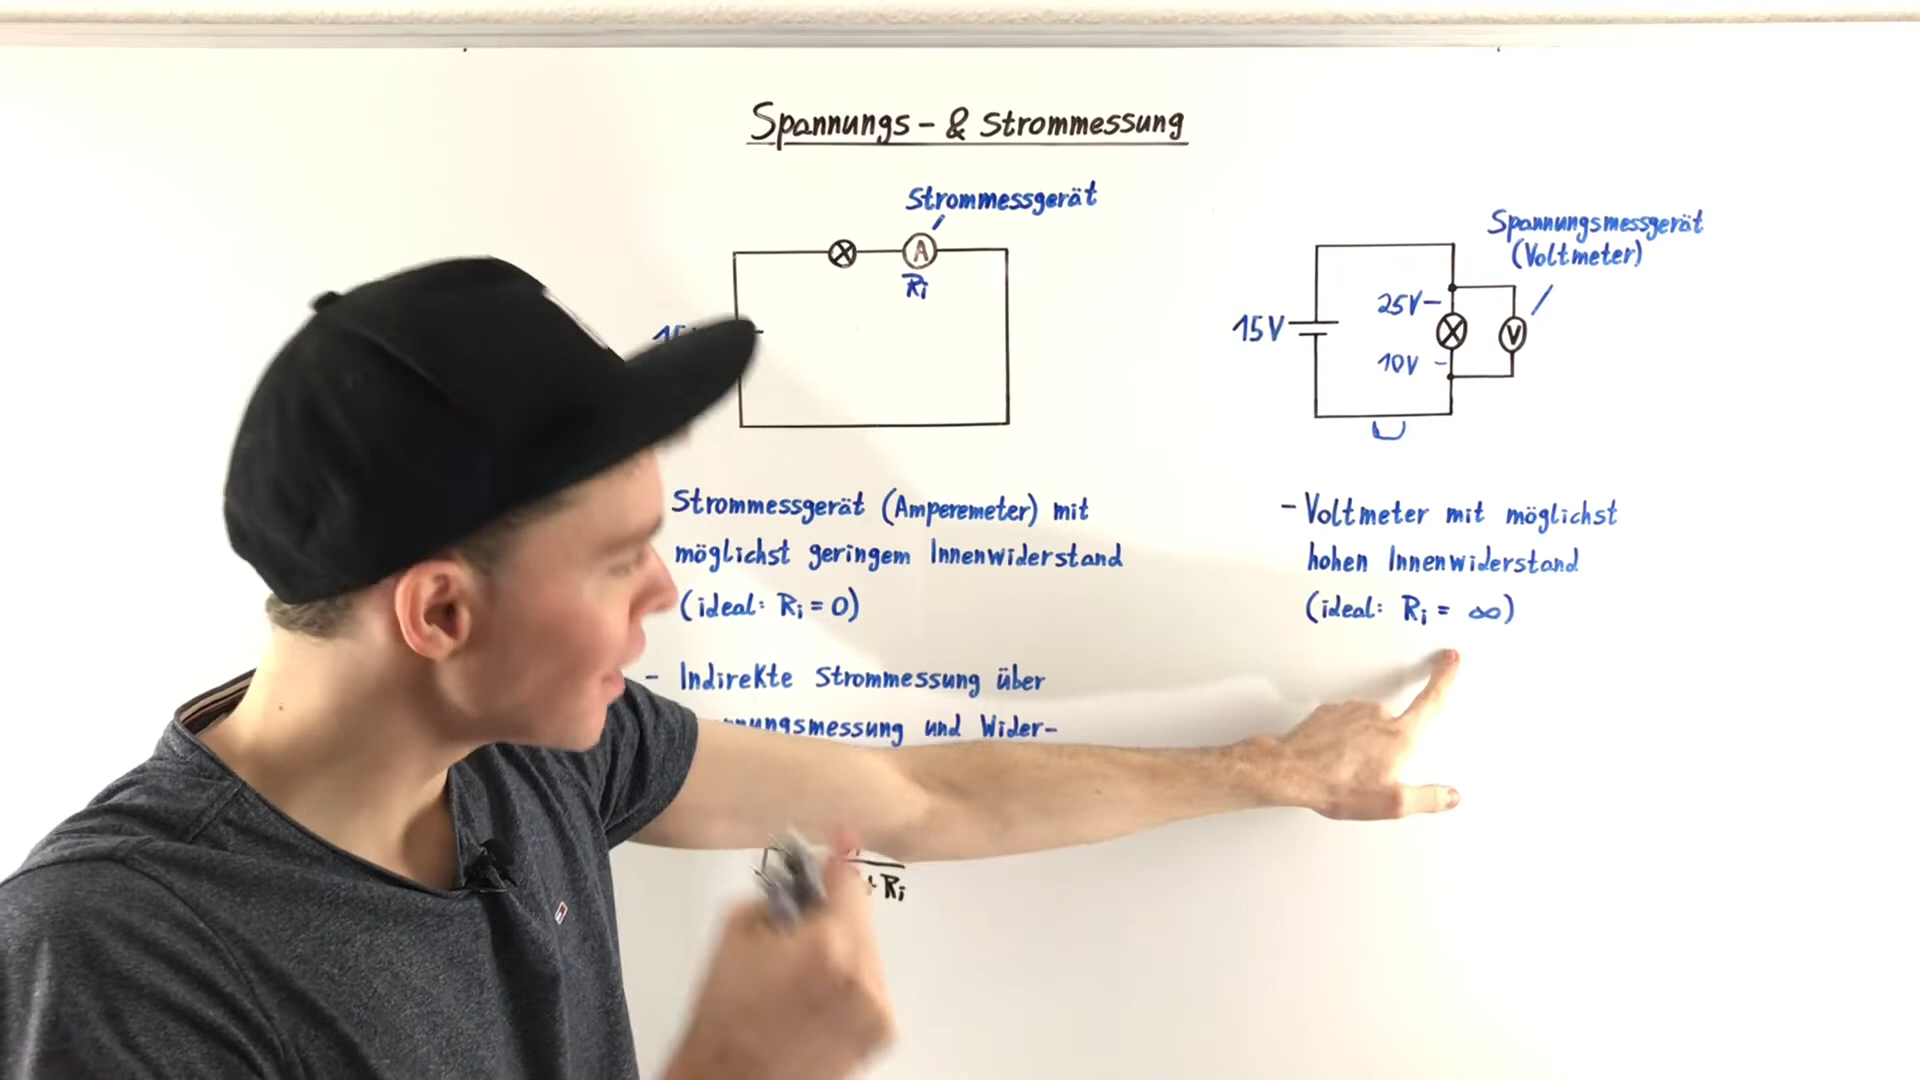 Spannungs- & Strommessung
Strommessgerät
A
Ri
Spannungsmessgerät
(Voltmeter)
15V
25V
10V
V
Strommessgerät (Amperemeter) mit
möglichst geringem Innenwiderstand
(ideal: Ri = 0)
- Indirekte Strommessung über
und Wider-
+ Ri
- Voltmeter mit möglichst
hohen Innenwiderstand
(ideal: Ri = ∞)